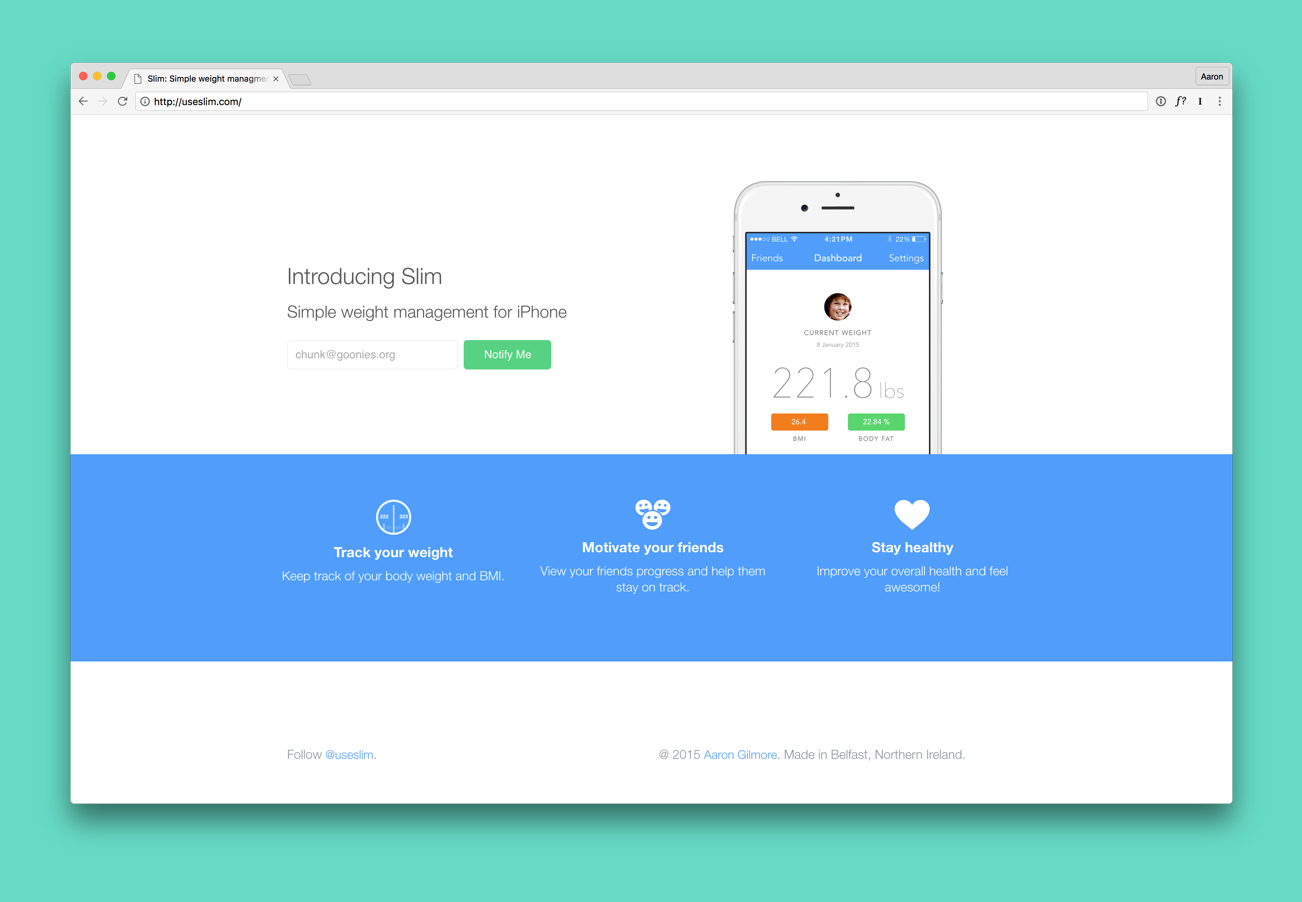 Slim: Simple weight managme
Aaron
http://useslim.com/
f?
I
BELL
4:21PM
22%
Friends
Dashboard
Settings
Introducing Slim
Simple weight management for iPhone
chunk@goonies.org
Notify Me
CURRENT WEIGHT
8 January 2015
221.8 lbs
26.4
22.84 %
BMI
BODY FAT
Track your weight
Keep track of your body weight and BMI.
Motivate your friends
View your friends progress and help them
stay on track.
Stay healthy
Improve your overall health and feel
awesome!
Follow @useslim.
@ 2015 Aaron Gilmore. Made in Belfast, Northern Ireland.